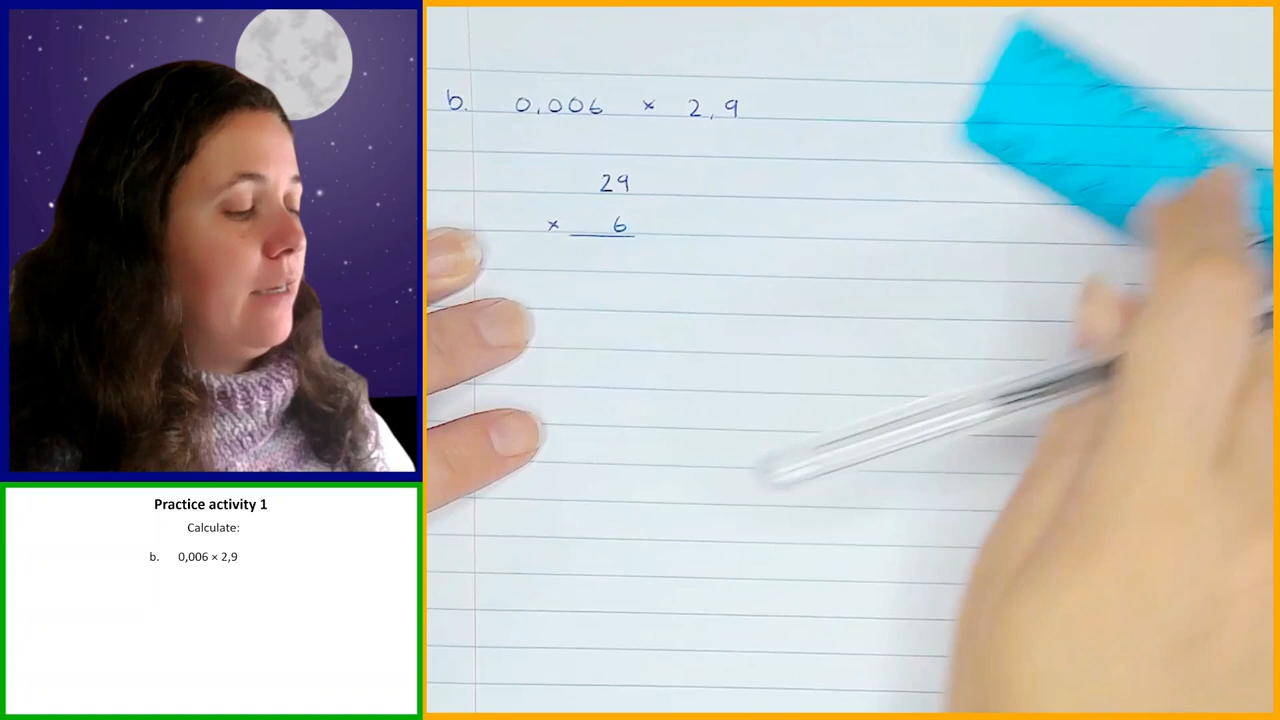 b. 0,006 × 2,9
29
× 6
Practice activity 1
Calculate:
b. 0,006 × 2,9